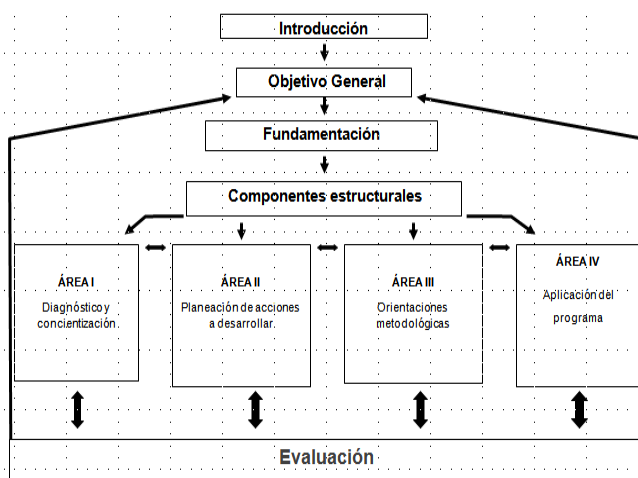 Introducción
Objetivo General
Fundamentación
Componentes estructurales
ÁREA I
Diagnóstico y
concientización.
ÁREA II
Planeación de acciones
a desarrollar.
ÁREA III
Orientaciones
metodológicas
ÁREA IV
Aplicación del
programa
Evaluación